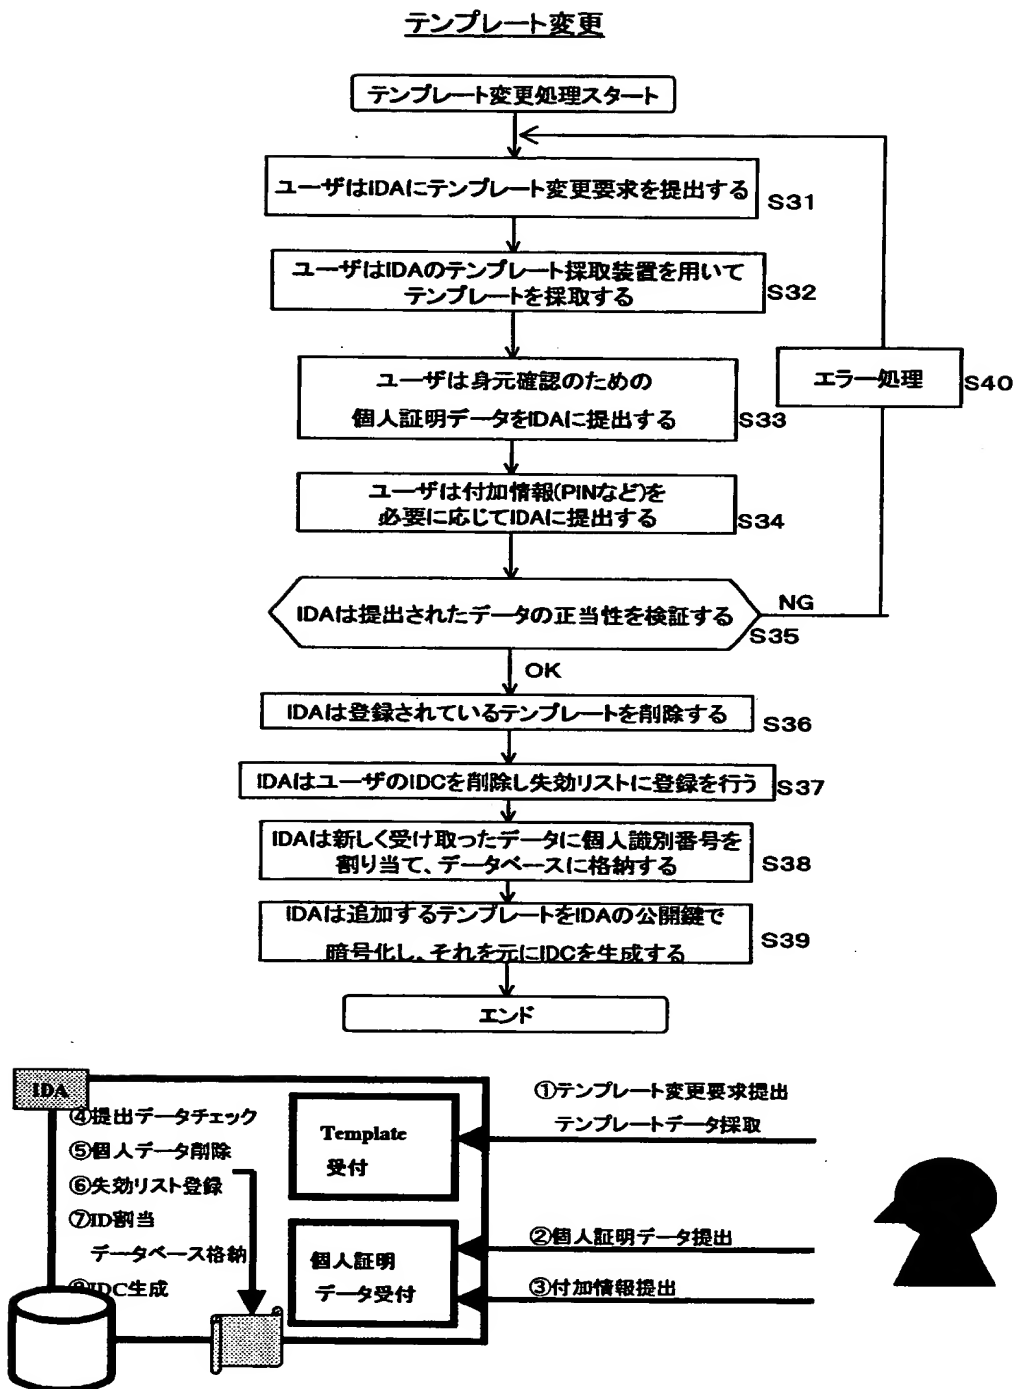 テンプレート変更
テンプレート変更処理スタート
ユーザはIDAにテンプレート変更要求を提出する
S31
ユーザはIDAのテンプレート採取装置を用いて
テンプレートを採取する
S32
ユーザは身元確認のための
個人証明データをIDAに提出する
S33
エラー処理
S40
ユーザは付加情報(PINなど)を
必要に応じてIDAに提出する
S34
IDAは提出されたデータの正当性を検証する
S35
NG
OK
IDAは登録されているテンプレートを削除する
S36
IDAはユーザのIDCを削除し失効リストに登録を行う
S37
IDAは新しく受け取ったデータに個人識別番号を
割り当て、データベースに格納する
S38
IDAは追加するテンプレートをIDAの公開鍵で
暗号化し、それを元にIDCを生成する
S39
エンド
IDA
④提出データチェック
⑤個人データ削除
⑥失効リスト登録
⑦ID割当
データベース格納
⑧IDC生成
Template
受付
個人証明
データ受付
①テンプレート変更要求提出
テンプレートデータ採取
②個人証明データ提出
③付加情報提出